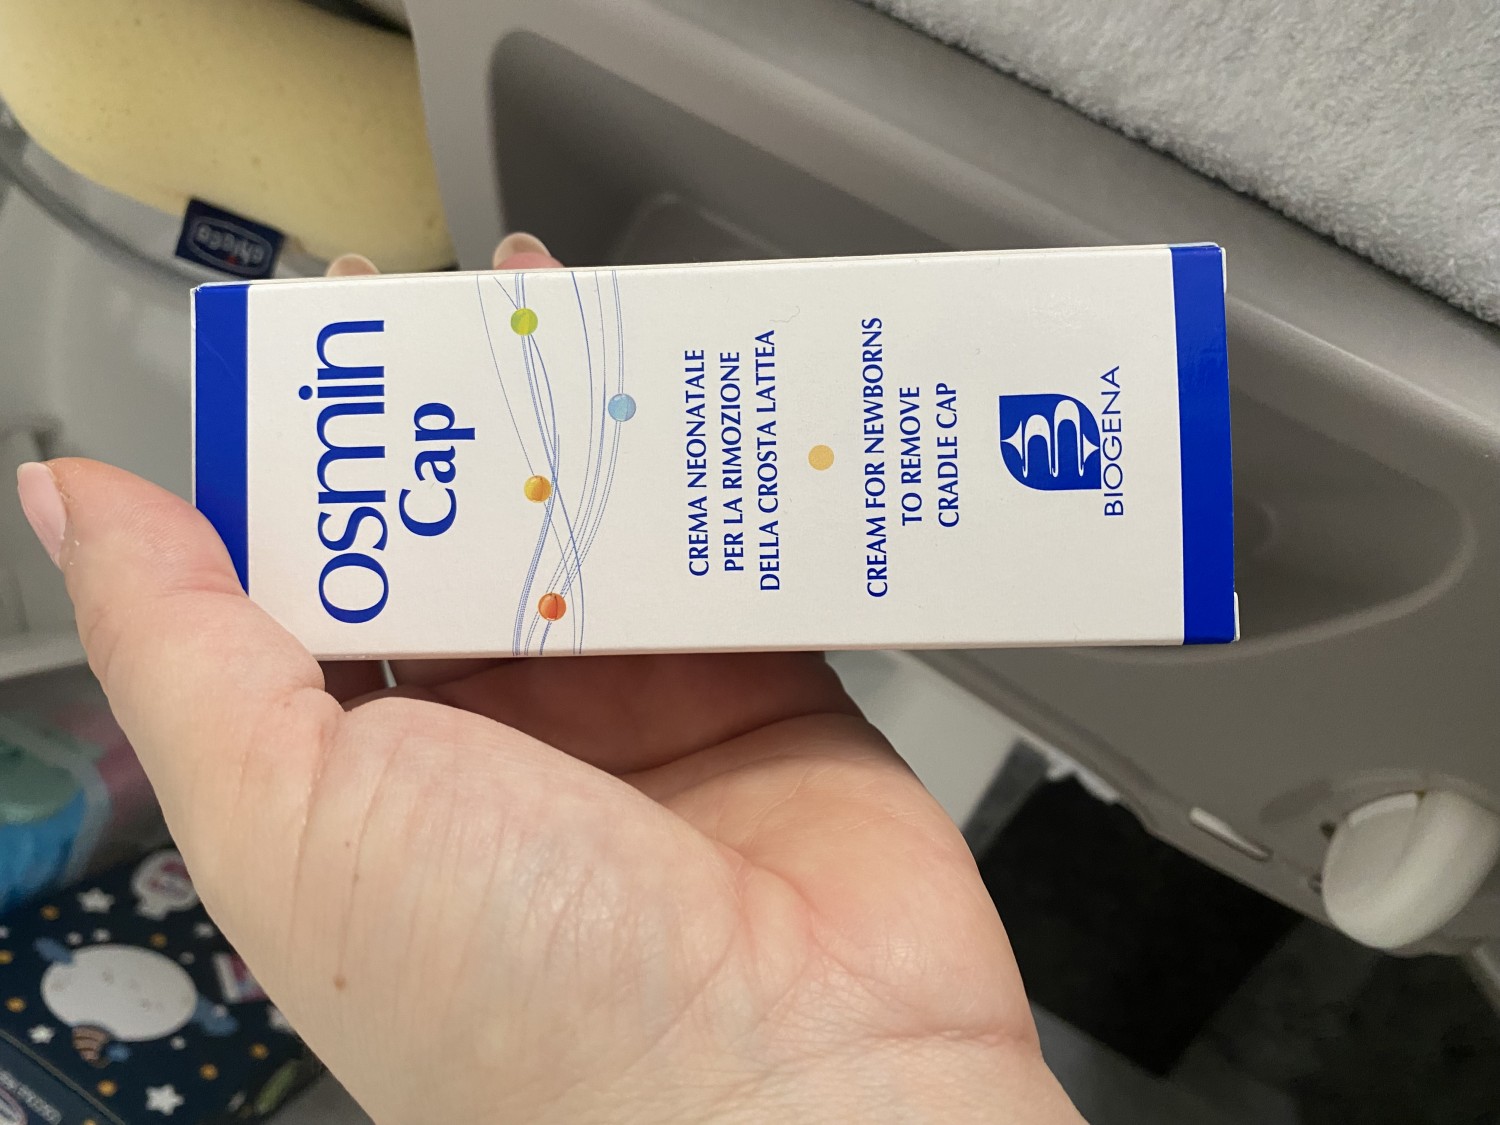 osmin
Cap
CREMA NEONATALE
PER LA RIMOZIONE
DELLA CROSTA LATTEA
CREAM FOR NEWBORNS
TO REMOVE
CRADLE CAP
BIOGENA
chicco